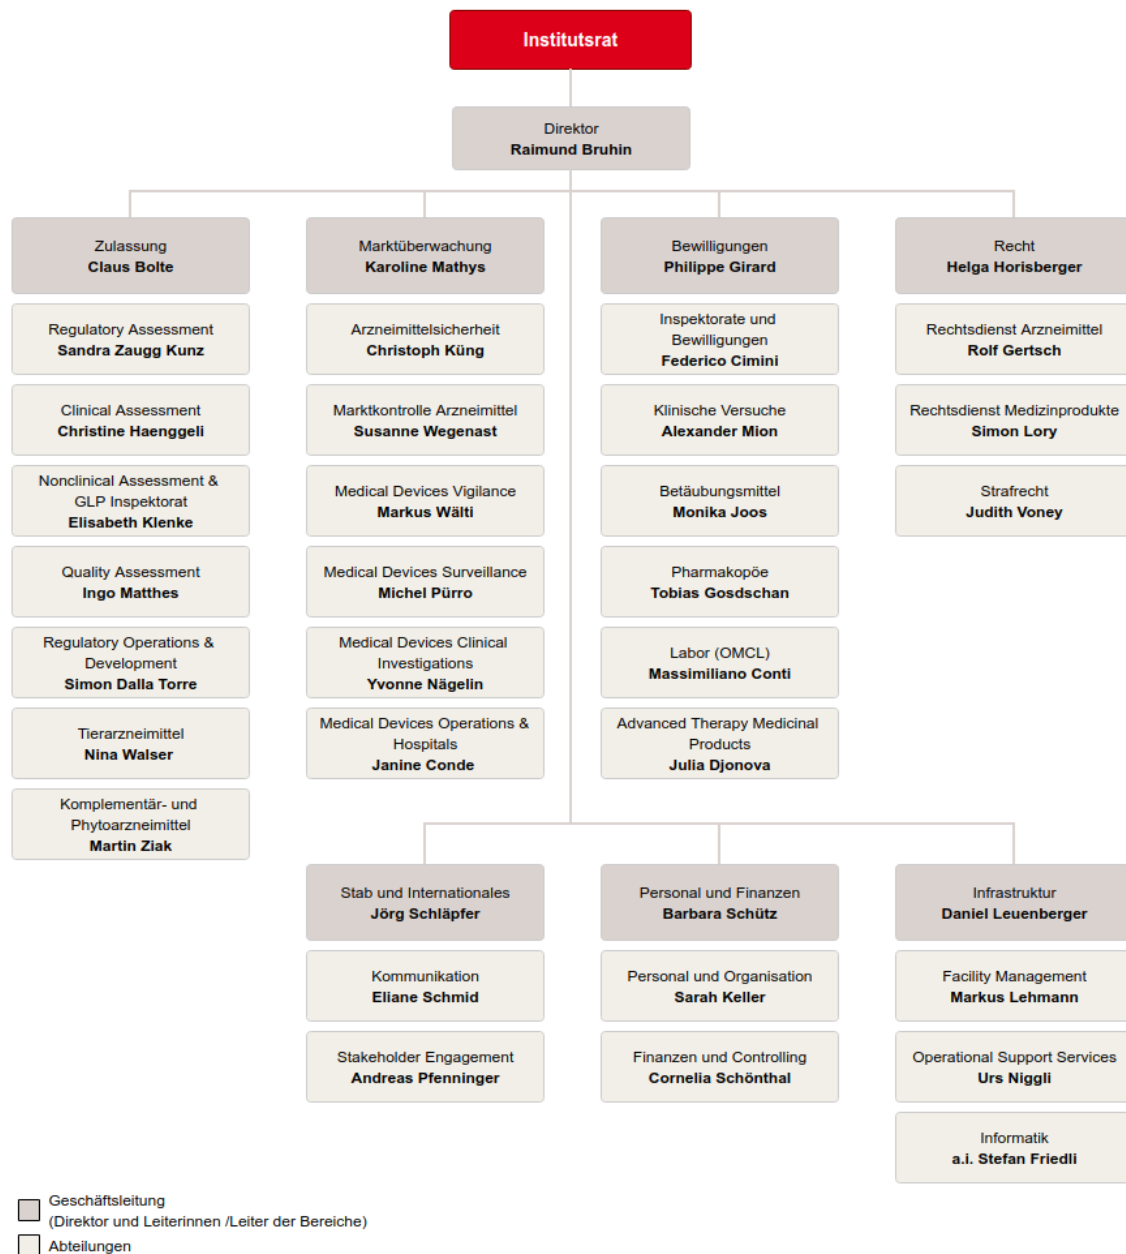 Institutsrat
Direktor
Raimund Bruhin
Zulassung
Claus Bolte
Regulatory Assessment
Sandra Zaugg Kunz
Clinical Assessment
Christine Haenggeli
Nonclinical Assessment &
GLP Inspektorat
Elisabeth Klenke
Quality Assessment
Ingo Matthes
Regulatory Operations &
Development
Simon Dalla Torre
Tierarzneimittel
Nina Walser
Komplementär- und
Phytoarzneimittel
Martin Ziak
Marktüberwachung
Karoline Mathys
Arzneimittelsicherheit
Christoph Küng
Marktkontrolle Arzneimittel
Susanne Wegenast
Medical Devices Vigilance
Markus Wälti
Medical Devices Surveillance
Michel Pürro
Medical Devices Clinical
Investigations
Yvonne Nägelin
Medical Devices Operations &
Hospitals
Janine Conde
Bewilligungen
Philippe Girard
Inspektorate und
Bewilligungen
Federico Cimini
Klinische Versuche
Alexander Mion
Betäubungsmittel
Monika Joos
Pharmakopöe
Tobias Gosdschan
Labor (OMCL)
Massimiliano Conti
Advanced Therapy Medicinal
Products
Julia Djonova
Recht
Helga Horisberger
Rechtsdienst Arzneimittel
Rolf Gertsch
Rechtsdienst Medizinprodukte
Simon Lory
Strafrecht
Judith Voney
Stab und Internationales
Jörg Schläpfer
Kommunikation
Eliane Schmid
Stakeholder Engagement
Andreas Pfenninger
Personal und Finanzen
Barbara Schütz
Personal und Organisation
Sarah Keller
Finanzen und Controlling
Cornelia Schönthal
Infrastruktur
Daniel Leuenberger
Facility Management
Markus Lehmann
Operational Support Services
Urs Niggli
Informatik
a.i. Stefan Friedli
Geschäftsleitung
(Direktor und Leiterinnen /Leiter der Bereiche)
Abteilungen